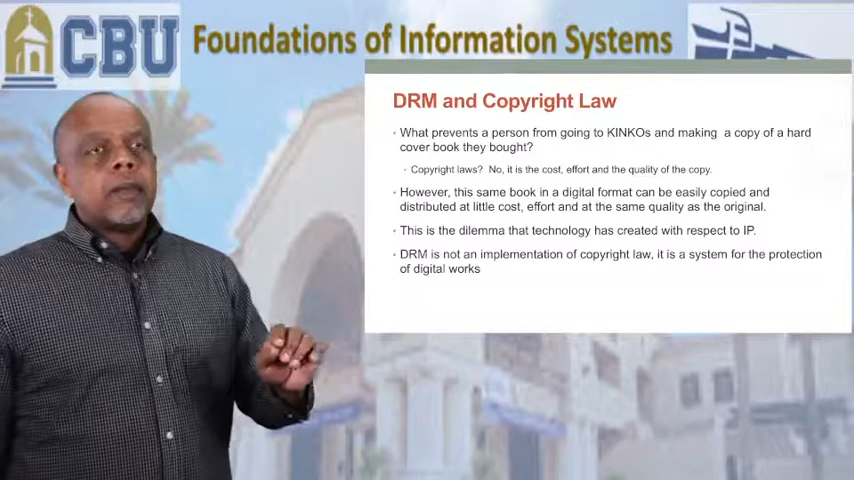 CBU
Foundations of Information Systems
DRM and Copyright Law
• What prevents a person from going to KINKOs and making a copy of a hard
cover book they bought?
• Copyright laws? No, it is the cost, effort and the quality of the copy.
• However, this same book in a digital format can be easily copied and
distributed at little cost, effort and at the same quality as the original.
• This is the dilemma that technology has created with respect to IP.
• DRM is not an implementation of copyright law, it is a system for the protection
of digital works